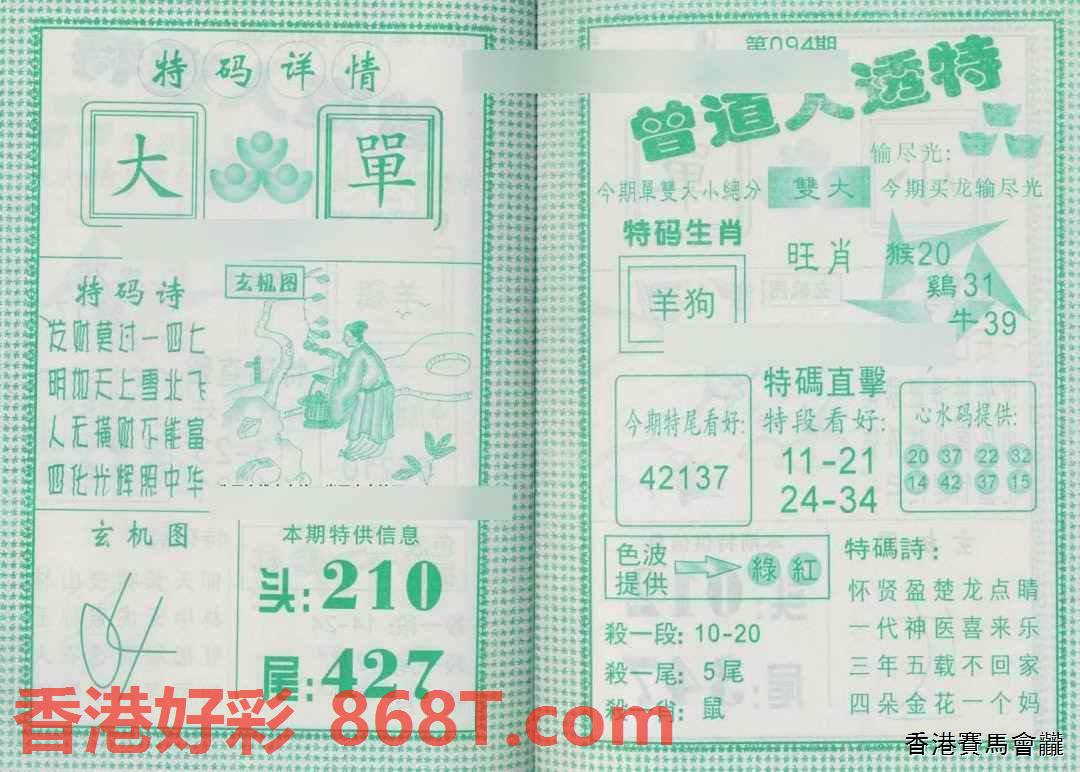 特码详情
大 單
特码诗
发财莫过一四七
明如天上雪北飞
人无横财不能富
四化光辉照中华
玄机图
玄机图
本期特供信息
头:210
尾:427
第094期
曾道人透特
输尽光:
今期單雙大小總分 雙大 今期买龙输尽光
特码生肖
羊狗
旺肖
猴20
鷄31
牛39
今期特尾看好:
42137
特碼直擊
特段看好:
11-21
24-34
心水码提供:
20 37 22 32
14 42 37 15
色波
提供
綠 紅
殺一段: 10-20
殺一尾: 5尾
殺一肖: 鼠
特碼詩:
怀贤盈楚龙点睛
一代神医喜来乐
三年五载不回家
四朵金花一个妈
香港好彩 868T.com
香港賽馬會